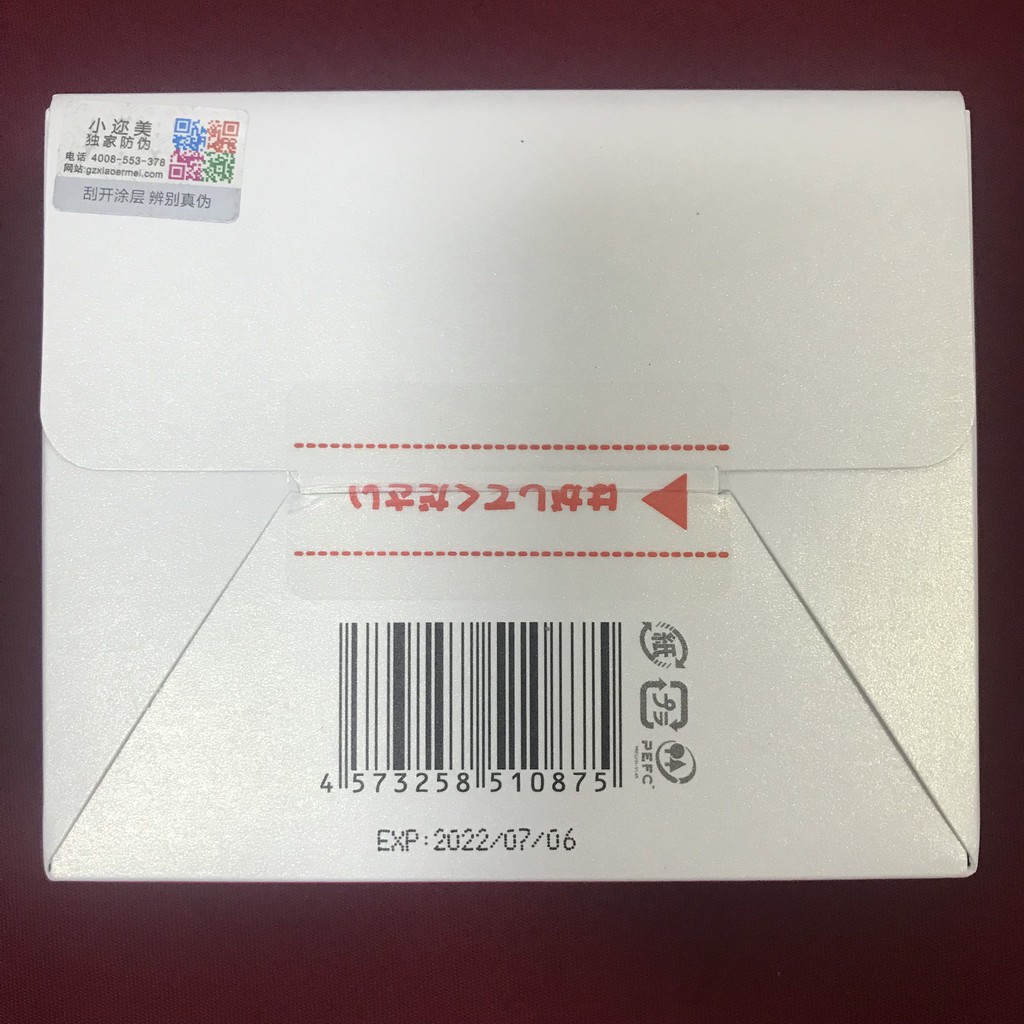 小迩美
独家防伪
电话 4008-553-378
网站:gzxiaoermei.com
刮开涂层 辨别真伪
はがしてください
紙
プラ
PEFC
4 573258 510875
EXP:2022/07/06